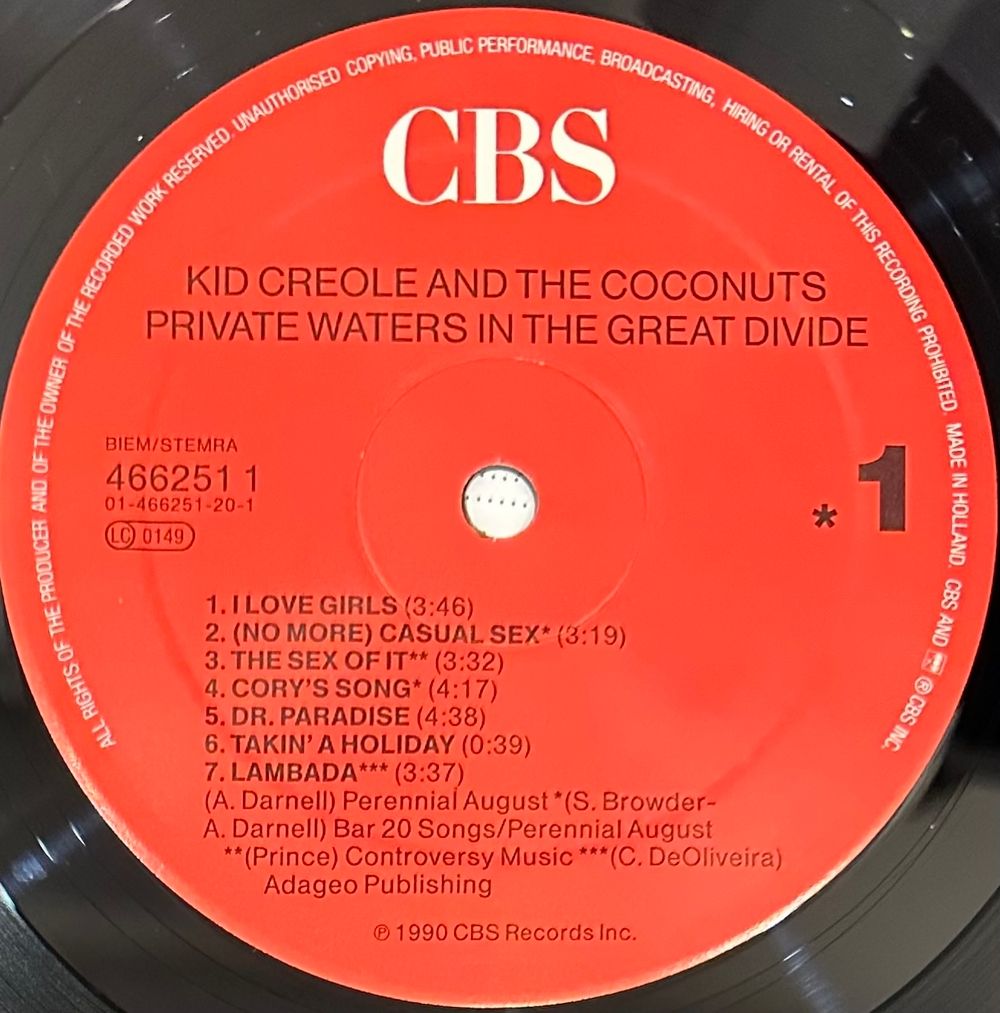 ALL RIGHTS OF THE PRODUCER AND OF THE OWNER OF THE RECORDED WORK RESERVED. UNAUTHORISED COPYING, PUBLIC PERFORMANCE, BROADCASTING, HIRING OR RENTAL OF THIS RECORDING PROHIBITED. MADE IN HOLLAND. CBS AND ℗ CBS INC.
CBS
KID CREOLE AND THE COCONUTS
PRIVATE WATERS IN THE GREAT DIVIDE
BIEM/STEMRA
466251 1
01-466251-20-1
LC 0149
* 1
1. I LOVE GIRLS (3:46)
2. (NO MORE) CASUAL SEX* (3:19)
3. THE SEX OF IT** (3:32)
4. CORY'S SONG* (4:17)
5. DR. PARADISE (4:38)
6. TAKIN' A HOLIDAY (0:39)
7. LAMBADA*** (3:37)
(A. Darnell) Perennial August *(S. Browder-
A. Darnell) Bar 20 Songs/Perennial August
**(Prince) Controversy Music ***(C. DeOliveira)
Adageo Publishing
℗ 1990 CBS Records Inc.